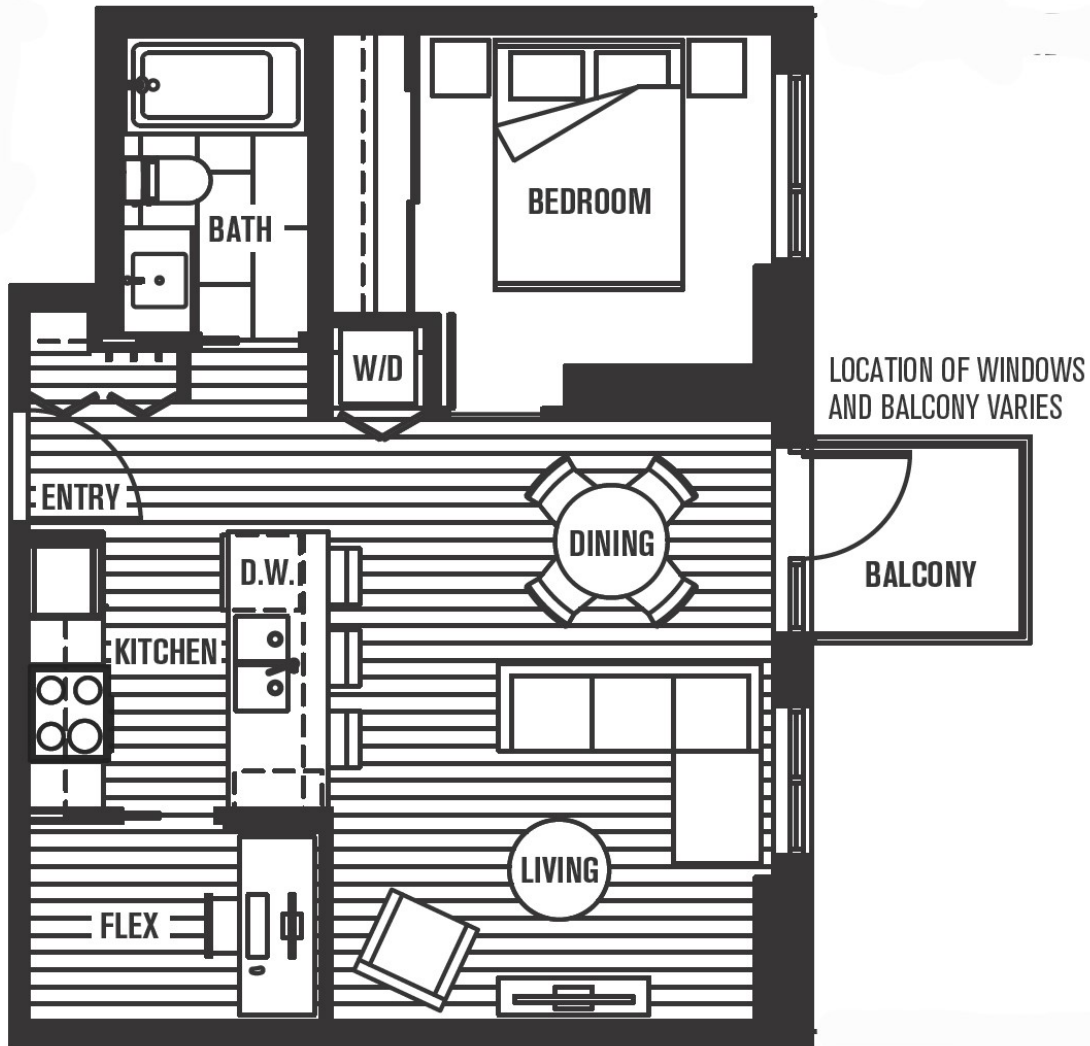 BATH
BEDROOM
W/D
LOCATION OF WINDOWS
AND BALCONY VARIES
ENTRY
DINING
D.W.
BALCONY
KITCHEN
LIVING
FLEX